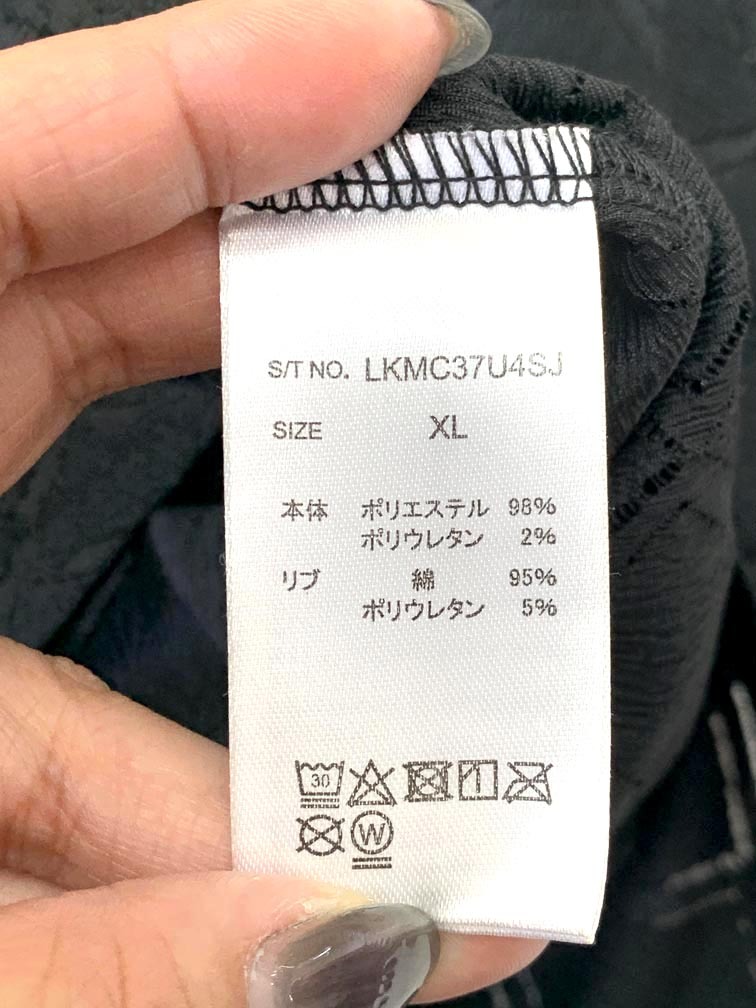 S/T NO. LKMC37U4SJ
SIZE XL
本体 ポリエステル 98%
ポリウレタン 2%
リブ 綿 95%
ポリウレタン 5%
30
W